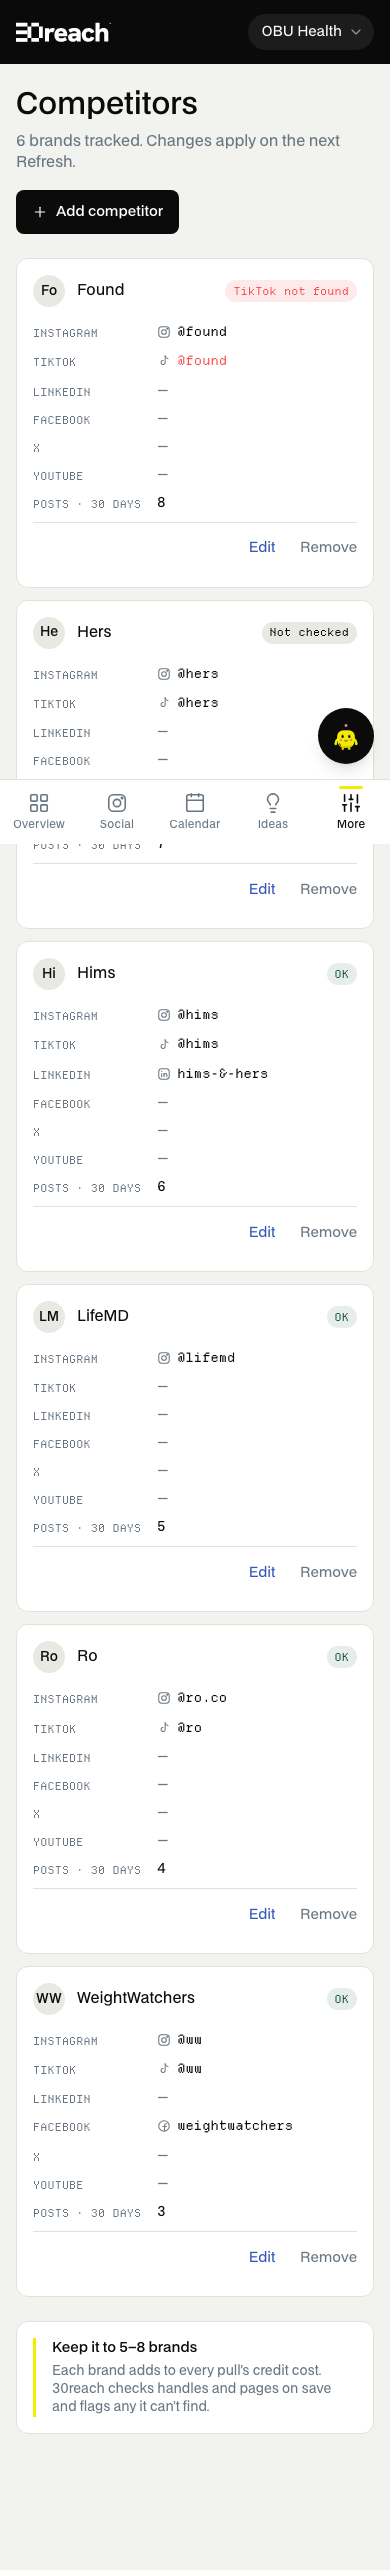 30reach
OBU Health
Competitors
6 brands tracked. Changes apply on the next
Refresh.
+ Add competitor
Fo Found TikTok not found
INSTAGRAM @found
TIKTOK @found
LINKEDIN —
FACEBOOK —
X —
YOUTUBE —
POSTS · 30 DAYS 8
Edit Remove
He Hers Not checked
INSTAGRAM @hers
TIKTOK @hers
LINKEDIN —
FACEBOOK —
Overview Social Calendar Ideas More
POSTS · 30 DAYS 7
Edit Remove
Hi Hims OK
INSTAGRAM @hims
TIKTOK @hims
LINKEDIN hims-&-hers
FACEBOOK —
X —
YOUTUBE —
POSTS · 30 DAYS 6
Edit Remove
LM LifeMD OK
INSTAGRAM @lifemd
TIKTOK —
LINKEDIN —
FACEBOOK —
X —
YOUTUBE —
POSTS · 30 DAYS 5
Edit Remove
Ro Ro OK
INSTAGRAM @ro.co
TIKTOK @ro
LINKEDIN —
FACEBOOK —
X —
YOUTUBE —
POSTS · 30 DAYS 4
Edit Remove
WW WeightWatchers OK
INSTAGRAM @ww
TIKTOK @ww
LINKEDIN —
FACEBOOK weightwatchers
X —
YOUTUBE —
POSTS · 30 DAYS 3
Edit Remove
Keep it to 5–8 brands
Each brand adds to every pull's credit cost.
30reach checks handles and pages on save
and flags any it can't find.